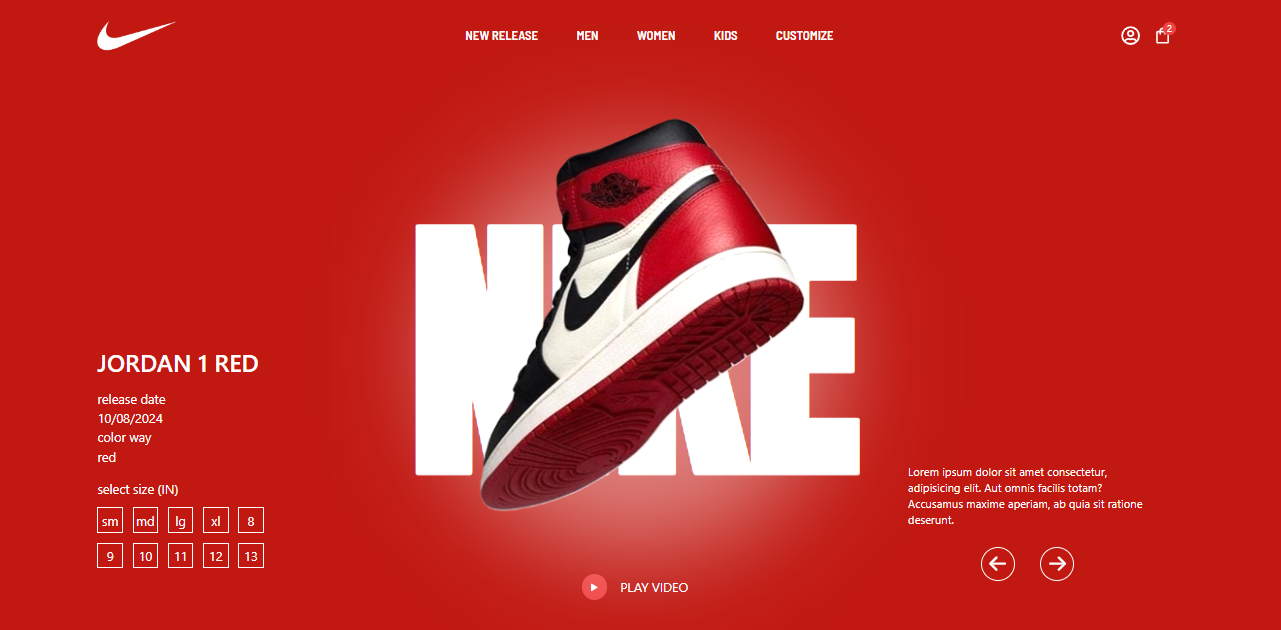 NEW RELEASE MEN WOMEN KIDS CUSTOMIZE
2
NIKE
JORDAN 1 RED
release date
10/08/2024
color way
red
select size (IN)
sm md lg xl 8
9 10 11 12 13
Lorem ipsum dolor sit amet consectetur,
adipisicing elit. Aut omnis facilis totam?
Accusamus maxime aperiam, ab quia sit ratione
deserunt.
PLAY VIDEO